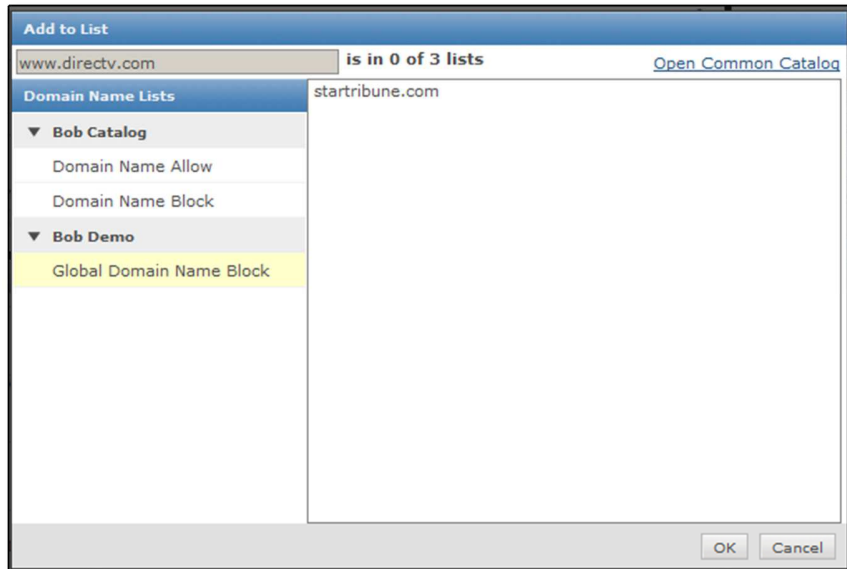 Add to List
www.directv.com is in 0 of 3 lists Open Common Catalog
Domain Name Lists
startribune.com
Bob Catalog
Domain Name Allow
Domain Name Block
Bob Demo
Global Domain Name Block
OK Cancel